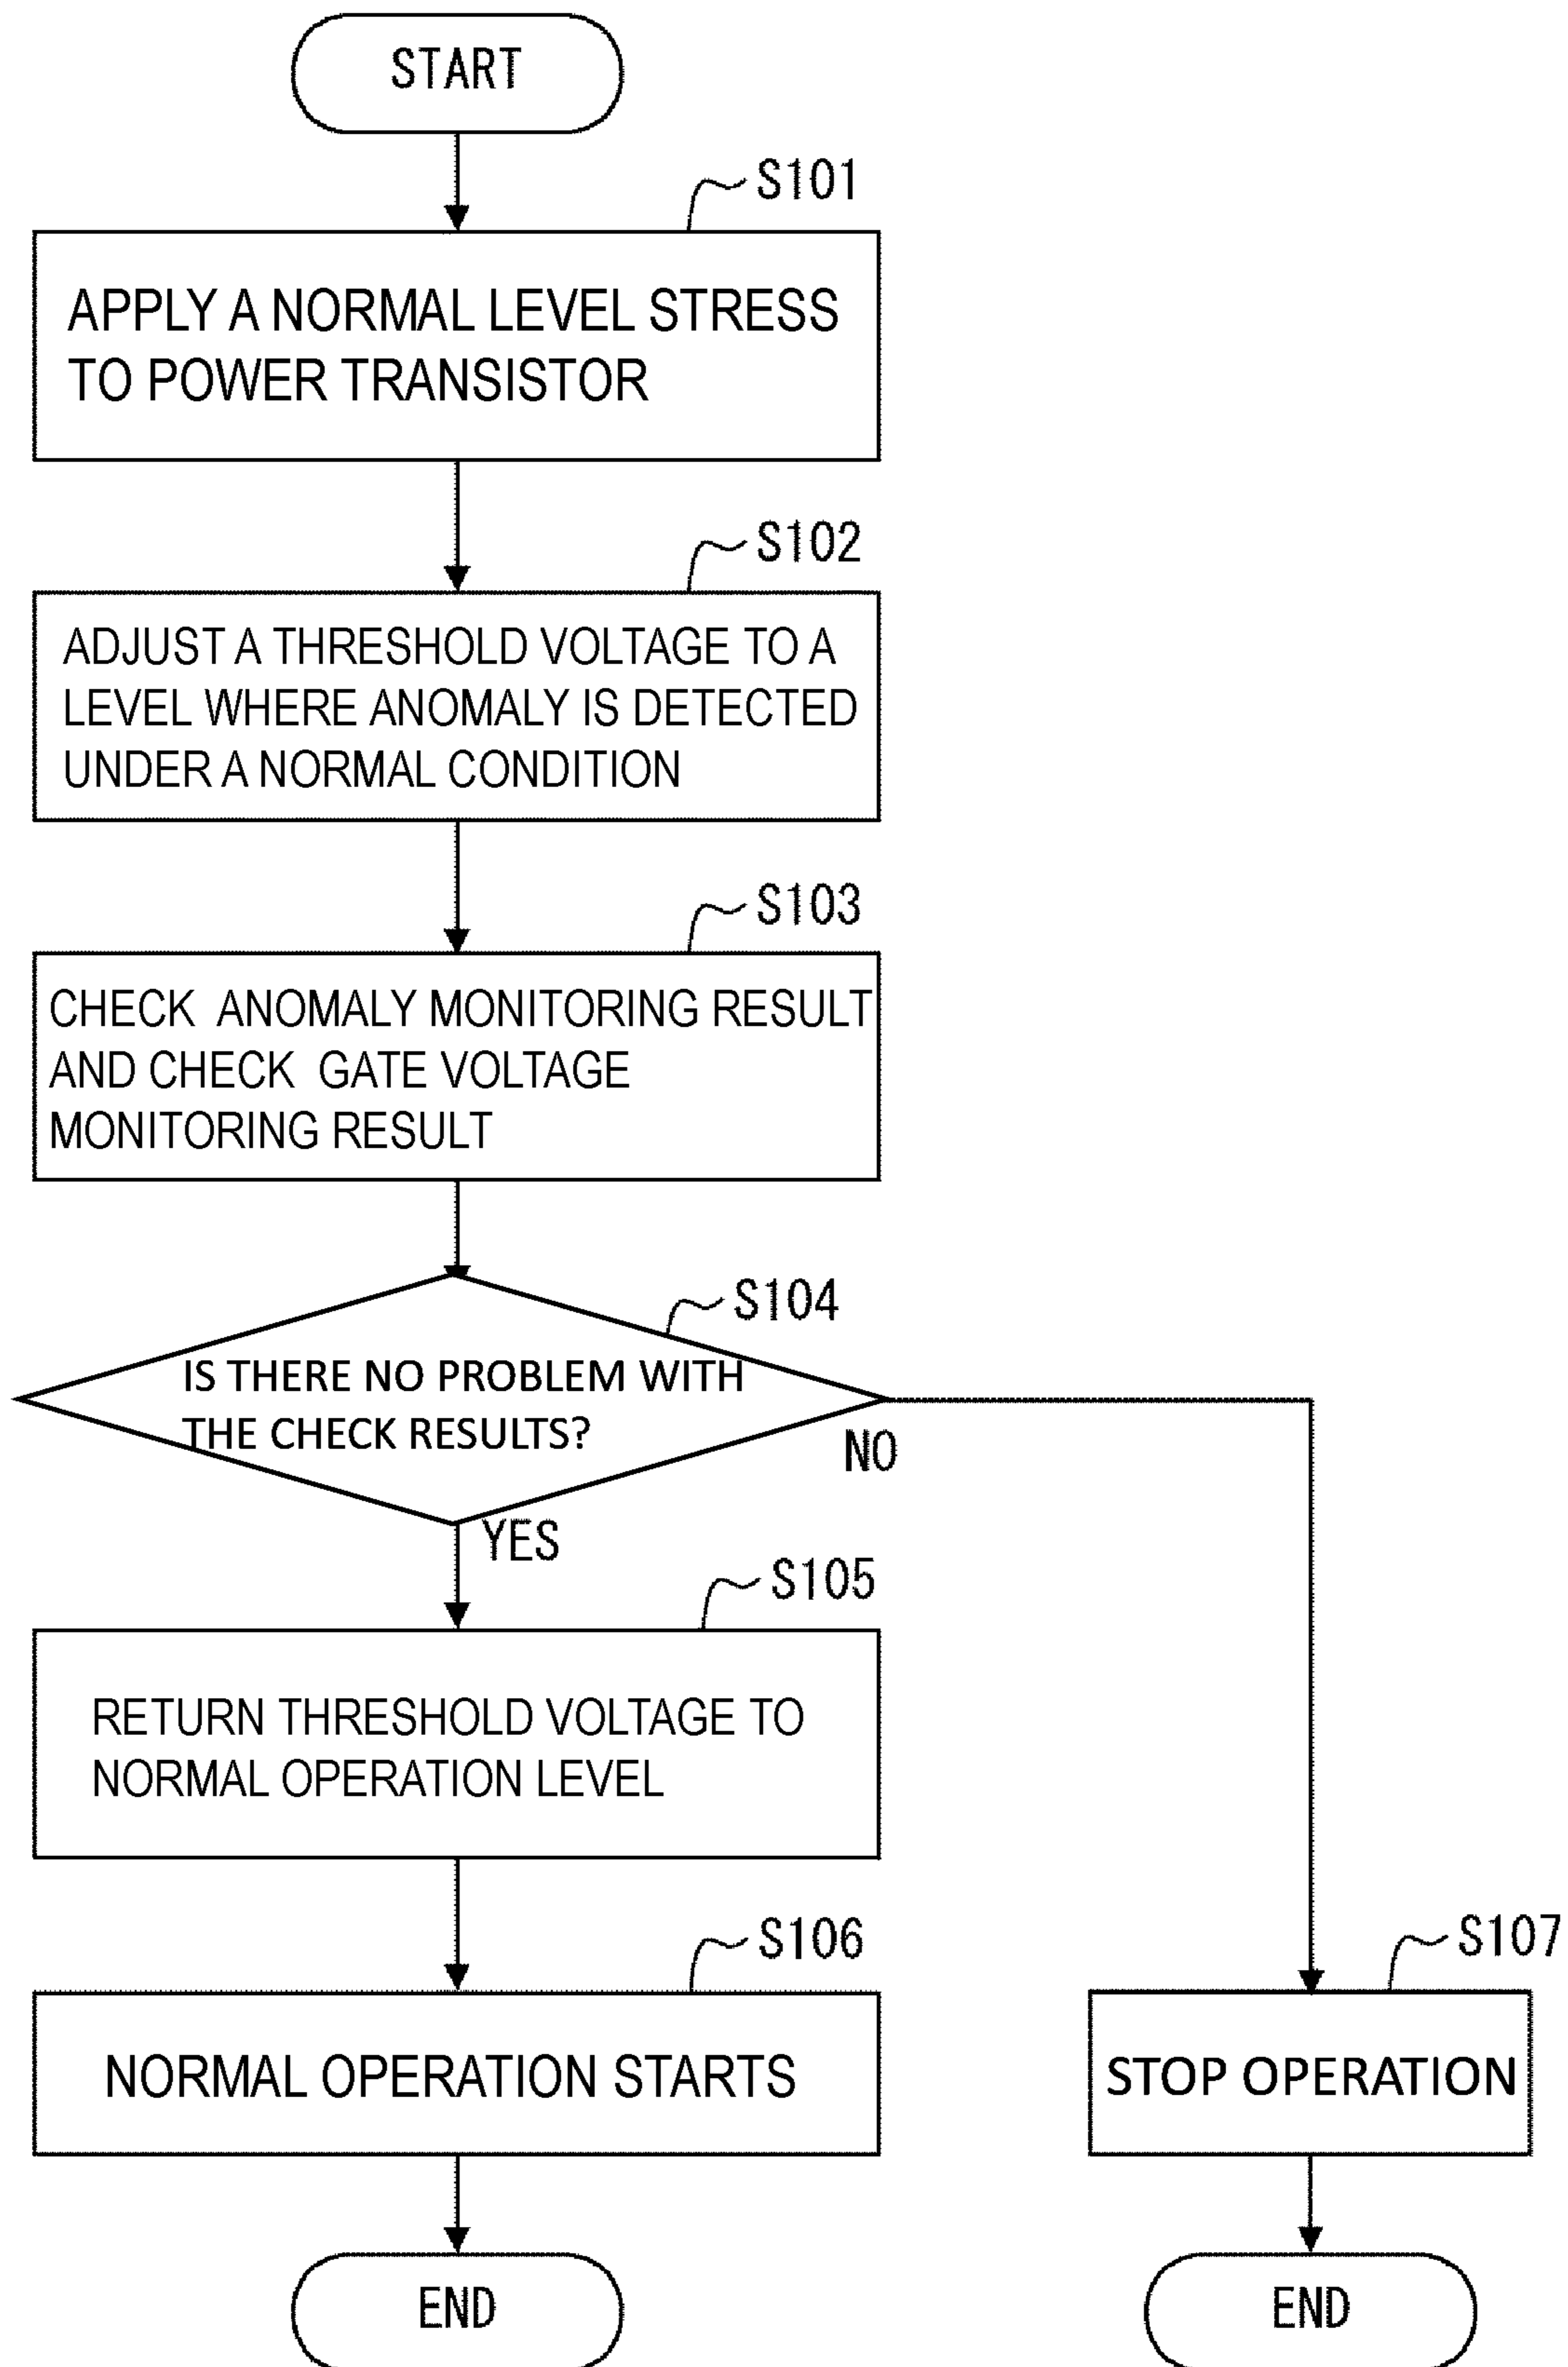 START
S101
APPLY A NORMAL LEVEL STRESS
TO POWER TRANSISTOR
S102
ADJUST A THRESHOLD VOLTAGE TO A
LEVEL WHERE ANOMALY IS DETECTED
UNDER A NORMAL CONDITION
S103
CHECK ANOMALY MONITORING RESULT
AND CHECK GATE VOLTAGE
MONITORING RESULT
S104
IS THERE NO PROBLEM WITH
THE CHECK RESULTS?
NO
YES
S105
RETURN THRESHOLD VOLTAGE TO
NORMAL OPERATION LEVEL
S106
NORMAL OPERATION STARTS
S107
STOP OPERATION
END
END